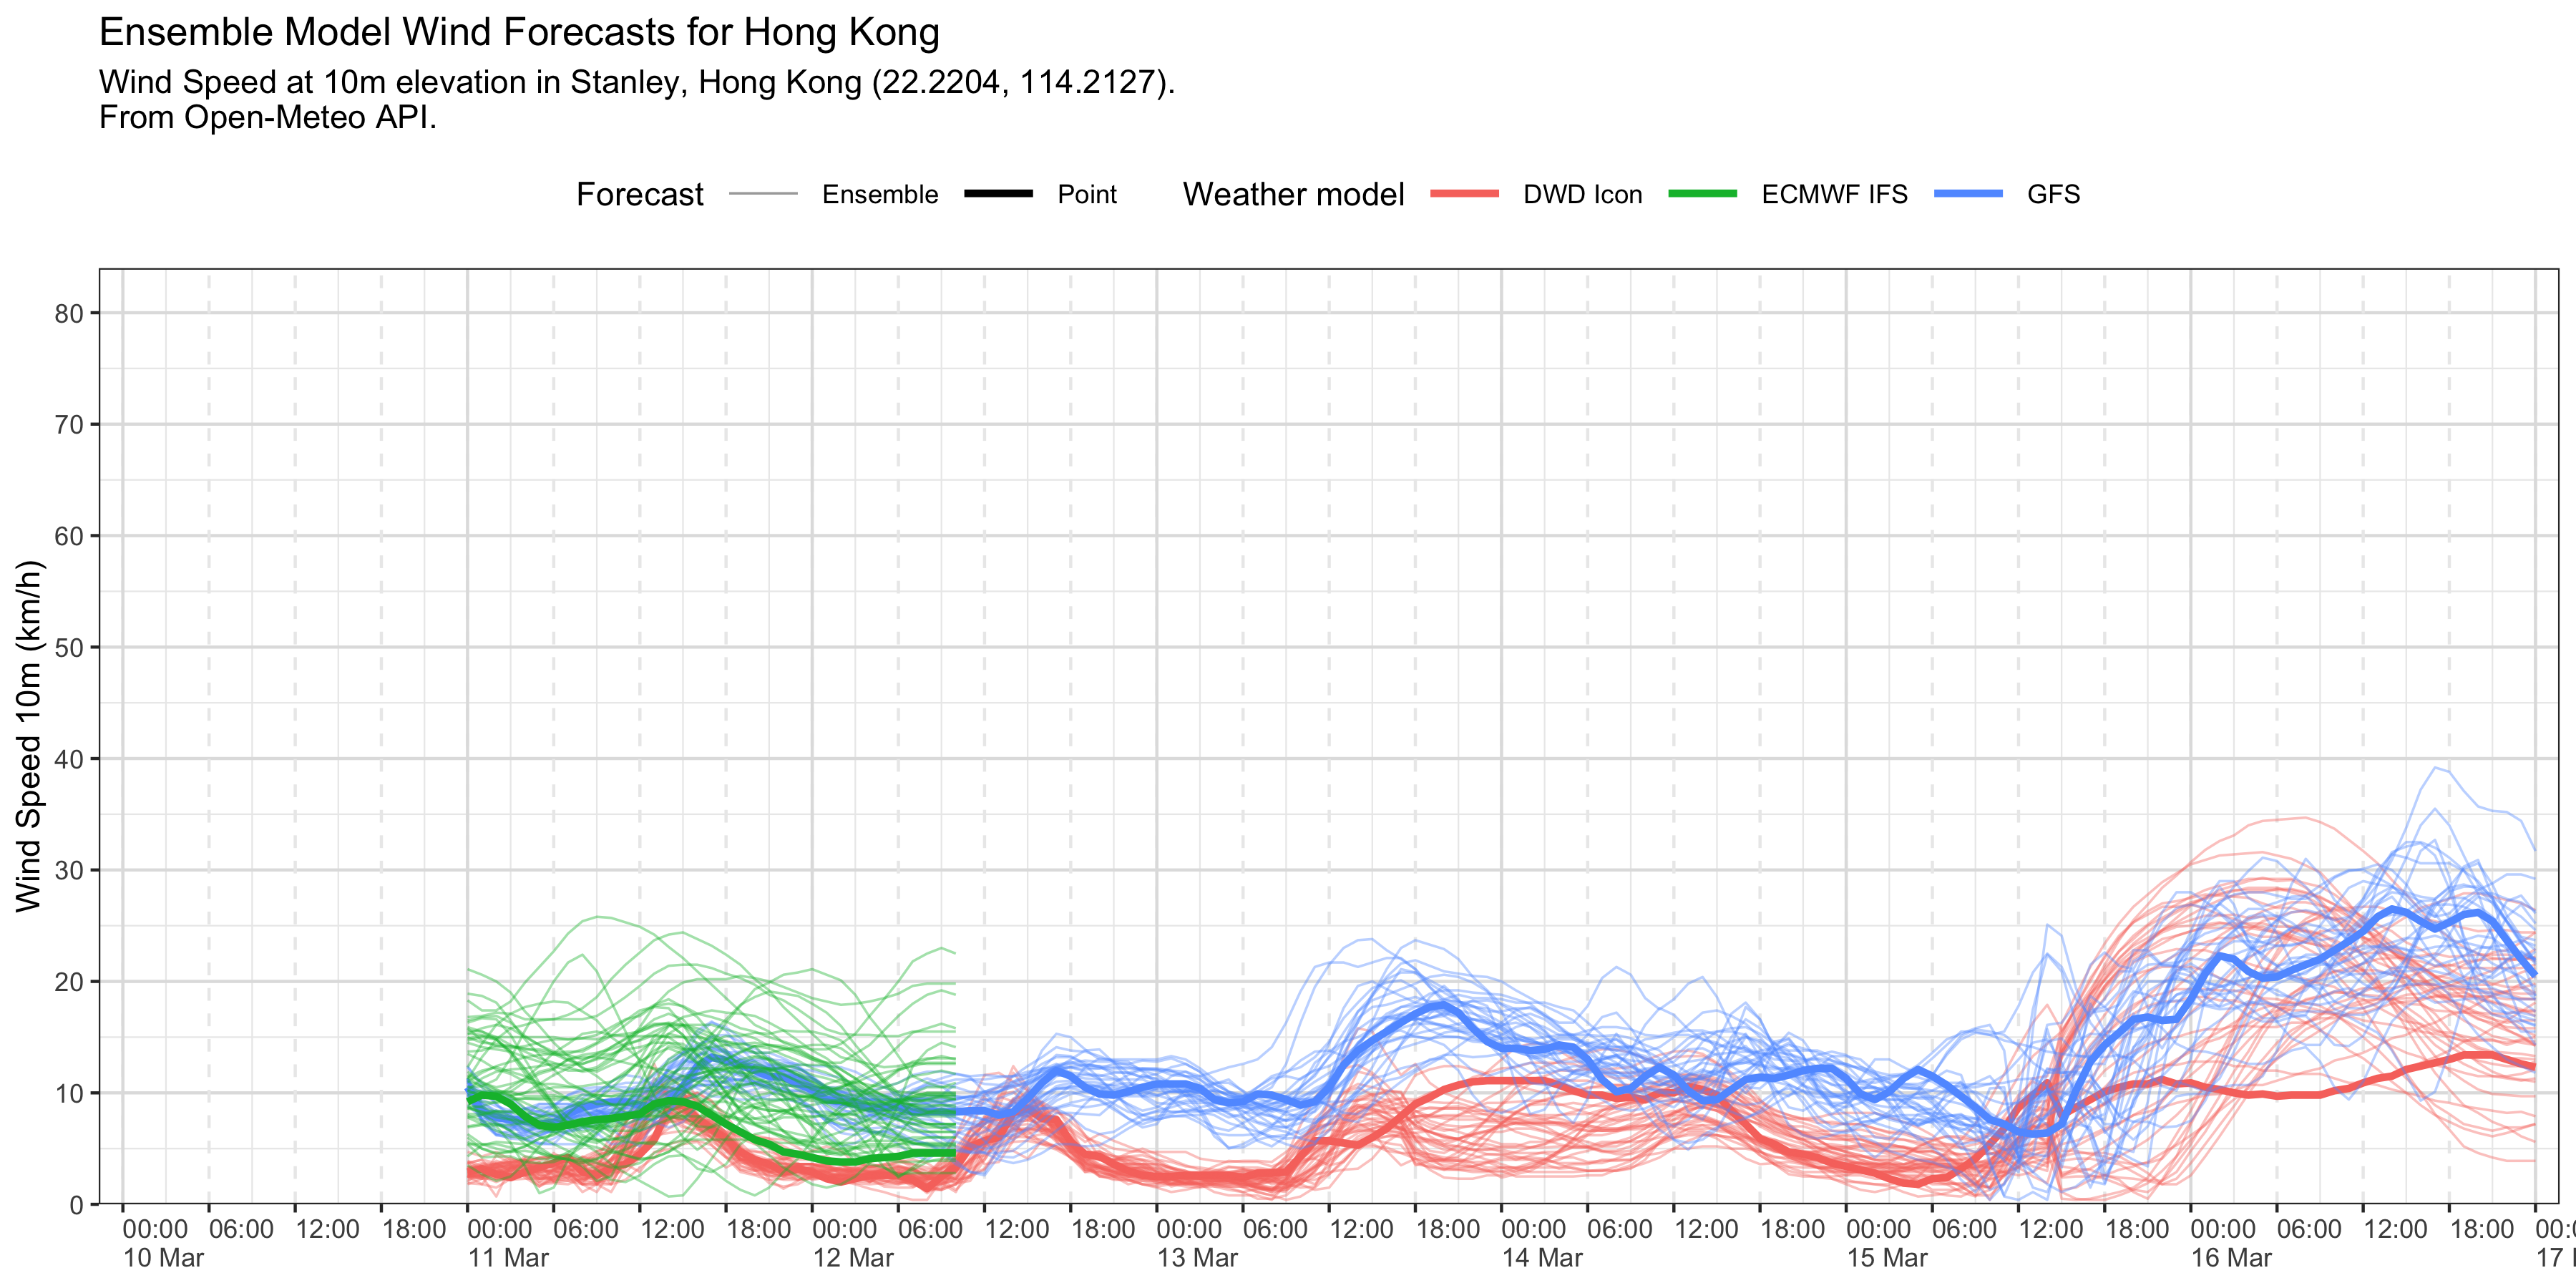 Ensemble Model Wind Forecasts for Hong Kong
Wind Speed at 10m elevation in Stanley, Hong Kong (22.2204, 114.2127).
From Open-Meteo API.
Forecast Ensemble Point Weather model DWD Icon ECMWF IFS GFS
Wind Speed 10m (km/h)
80
70
60
50
40
30
20
10
0
00:00 06:00 12:00 18:00 00:00 06:00 12:00 18:00 00:00 06:00 12:00 18:00 00:00 06:00 12:00 18:00 00:00 06:00 12:00 18:00 00:00 06:00 12:00 18:00 00:00 06:00 12:00 18:00
10 Mar 11 Mar 12 Mar 13 Mar 14 Mar 15 Mar 16 Mar 17